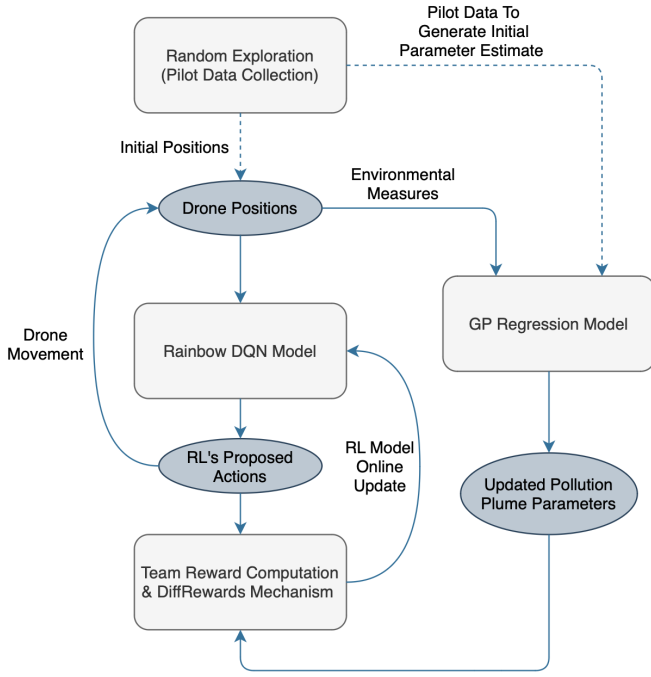 Pilot Data To
Generate Initial
Parameter Estimate
Random Exploration
(Pilot Data Collection)
Initial Positions
Environmental
Measures
Drone Positions
GP Regression Model
Drone
Movement
Rainbow DQN Model
RL Model
Online
Update
RL's Proposed
Actions
Updated Pollution
Plume Parameters
Team Reward Computation
& DiffRewards Mechanism